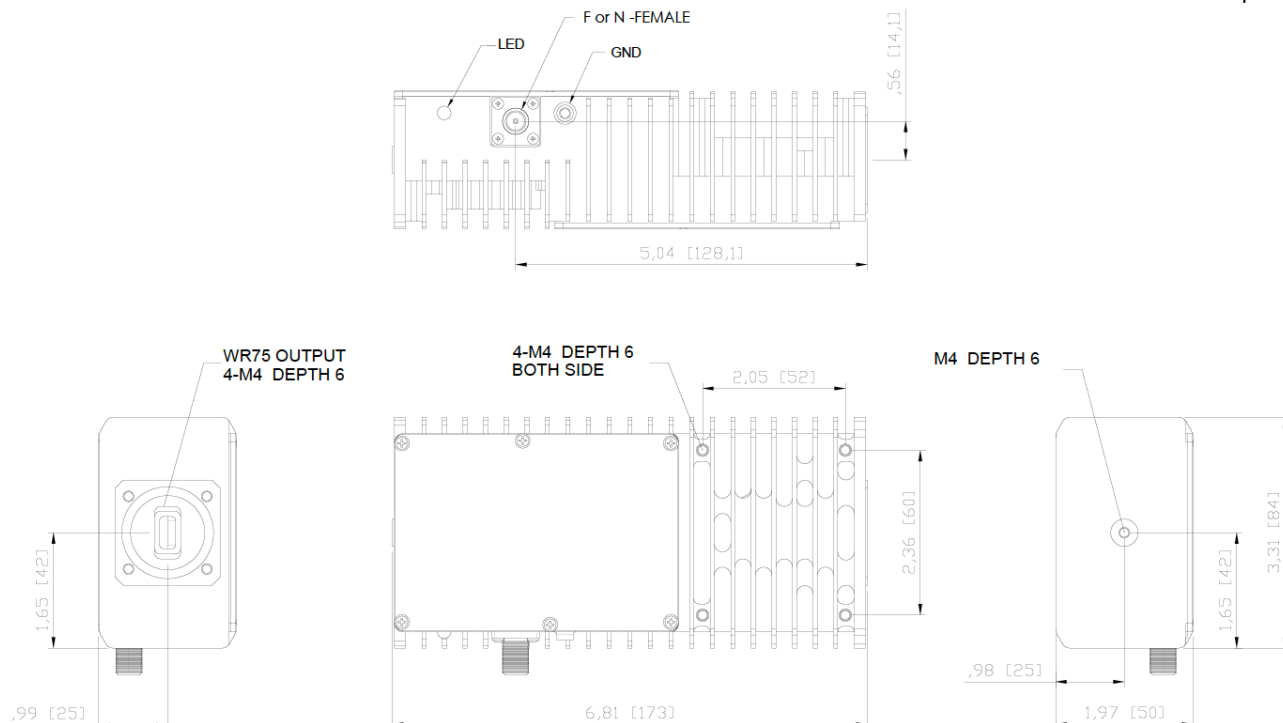 F or N -FEMALE
LED
GND
,56 [14,1]
5,04 [128,1]
WR75 OUTPUT
4-M4 DEPTH 6
4-M4 DEPTH 6
BOTH SIDE
2,05 [52]
M4 DEPTH 6
1,65 [42]
2,36 [60]
1,65 [42]
3,31 [84]
,98 [25]
,99 [25]
6,81 [173]
1,97 [50]